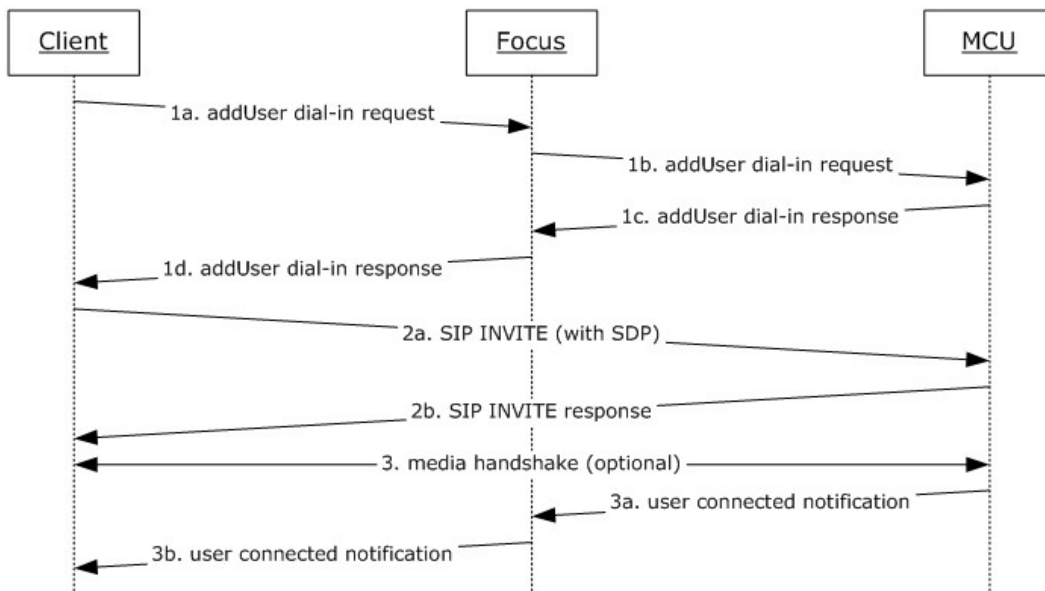 Client
Focus
MCU
1a. addUser dial-in request
1b. addUser dial-in request
1c. addUser dial-in response
1d. addUser dial-in response
2a. SIP INVITE (with SDP)
2b. SIP INVITE response
3. media handshake (optional)
3a. user connected notification
3b. user connected notification